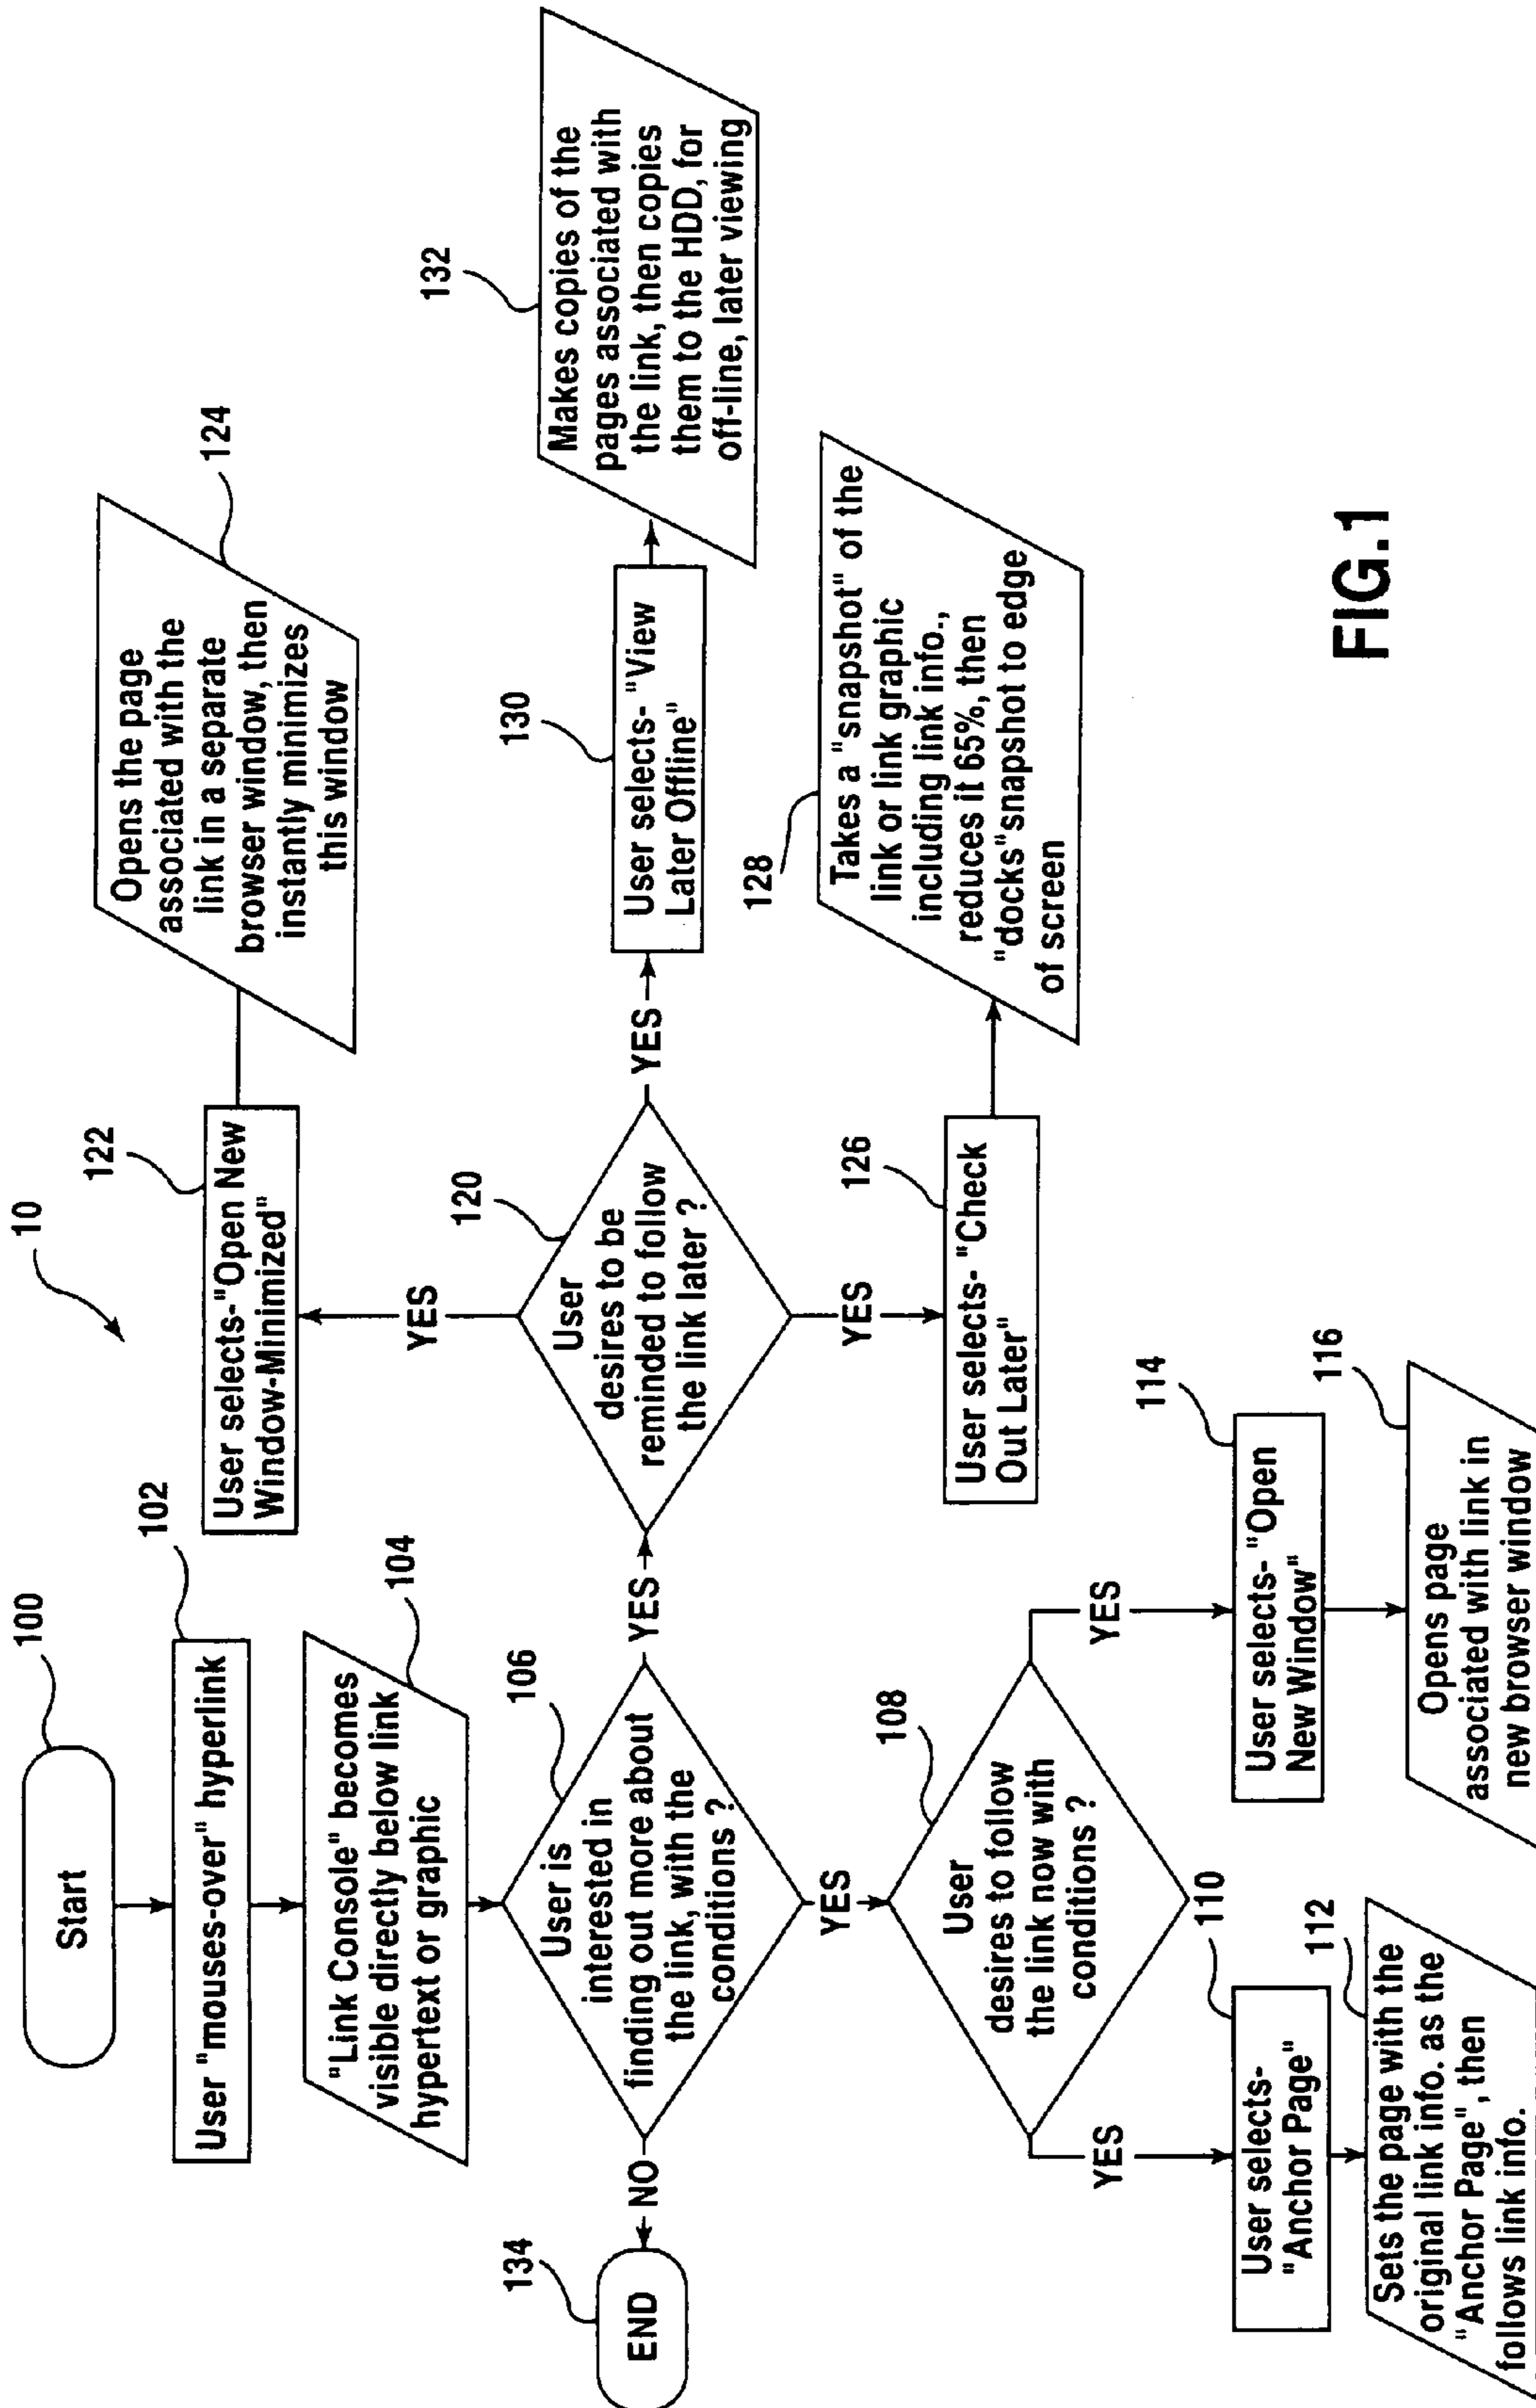 10
100
Start
102
User "mouses-over" hyperlink
104
"Link Console" becomes
visible directly below link
hypertext or graphic
106
User is
interested in
finding out more about
the link, with the
conditions ?
NO
134
END
YES
YES
108
User
desires to follow
the link now with
conditions ?
YES
YES
110
User selects-
"Anchor Page"
112
Sets the page with the
original link info. as the
"Anchor Page", then
follows link info.
114
User selects- "Open
New Window"
116
Opens page
associated with link in
new browser window
120
User
desires to be
reminded to follow
the link later ?
YES
YES
YES
122
User selects-"Open New
Window-Minimized"
124
Opens the page
associated with the
link in a separate
browser window, then
instantly minimizes
this window
130
User selects- "View
Later Offline"
132
Makes copies of the
pages associated with
the link, then copies
them to the HDD, for
off-line, later viewing
126
User selects- "Check
Out Later"
128
Takes a "snapshot" of the
link or link graphic
including link info.,
reduces it 65%, then
"docks"snapshot to edge
of screen
FIG.1